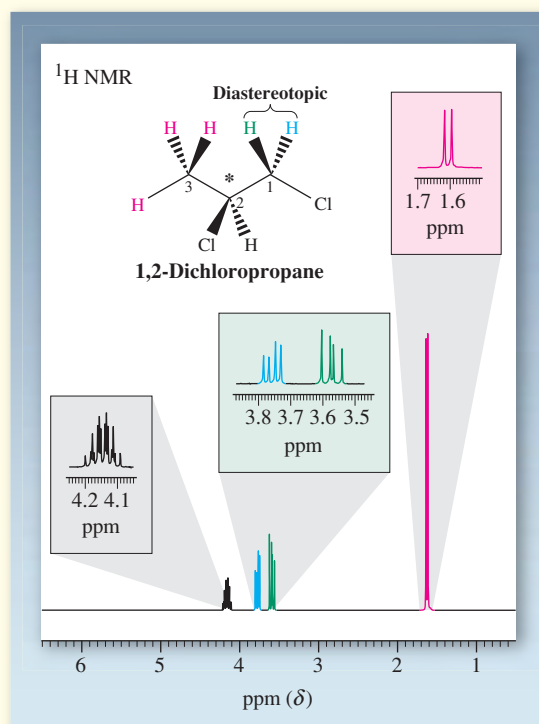 ¹H NMR
Diastereotopic
H H H H
*
3 2 1
H Cl
Cl H
1,2-Dichloropropane
1.7 1.6
ppm
3.8 3.7 3.6 3.5
ppm
4.2 4.1
ppm
6 5 4 3 2 1
ppm (δ)